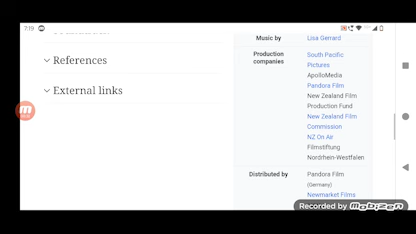 7:19
References
External links
Music by
Lisa Gerrard
Production
companies
South Pacific
Pictures
ApolloMedia
Pandora Film
New Zealand Film
Production Fund
New Zealand Film
Commission
NZ On Air
Filmstiftung
Nordrhein-Westfalen
Distributed by
Pandora Film
(Germany)
Newmarket Films
Recorded by Mobizen